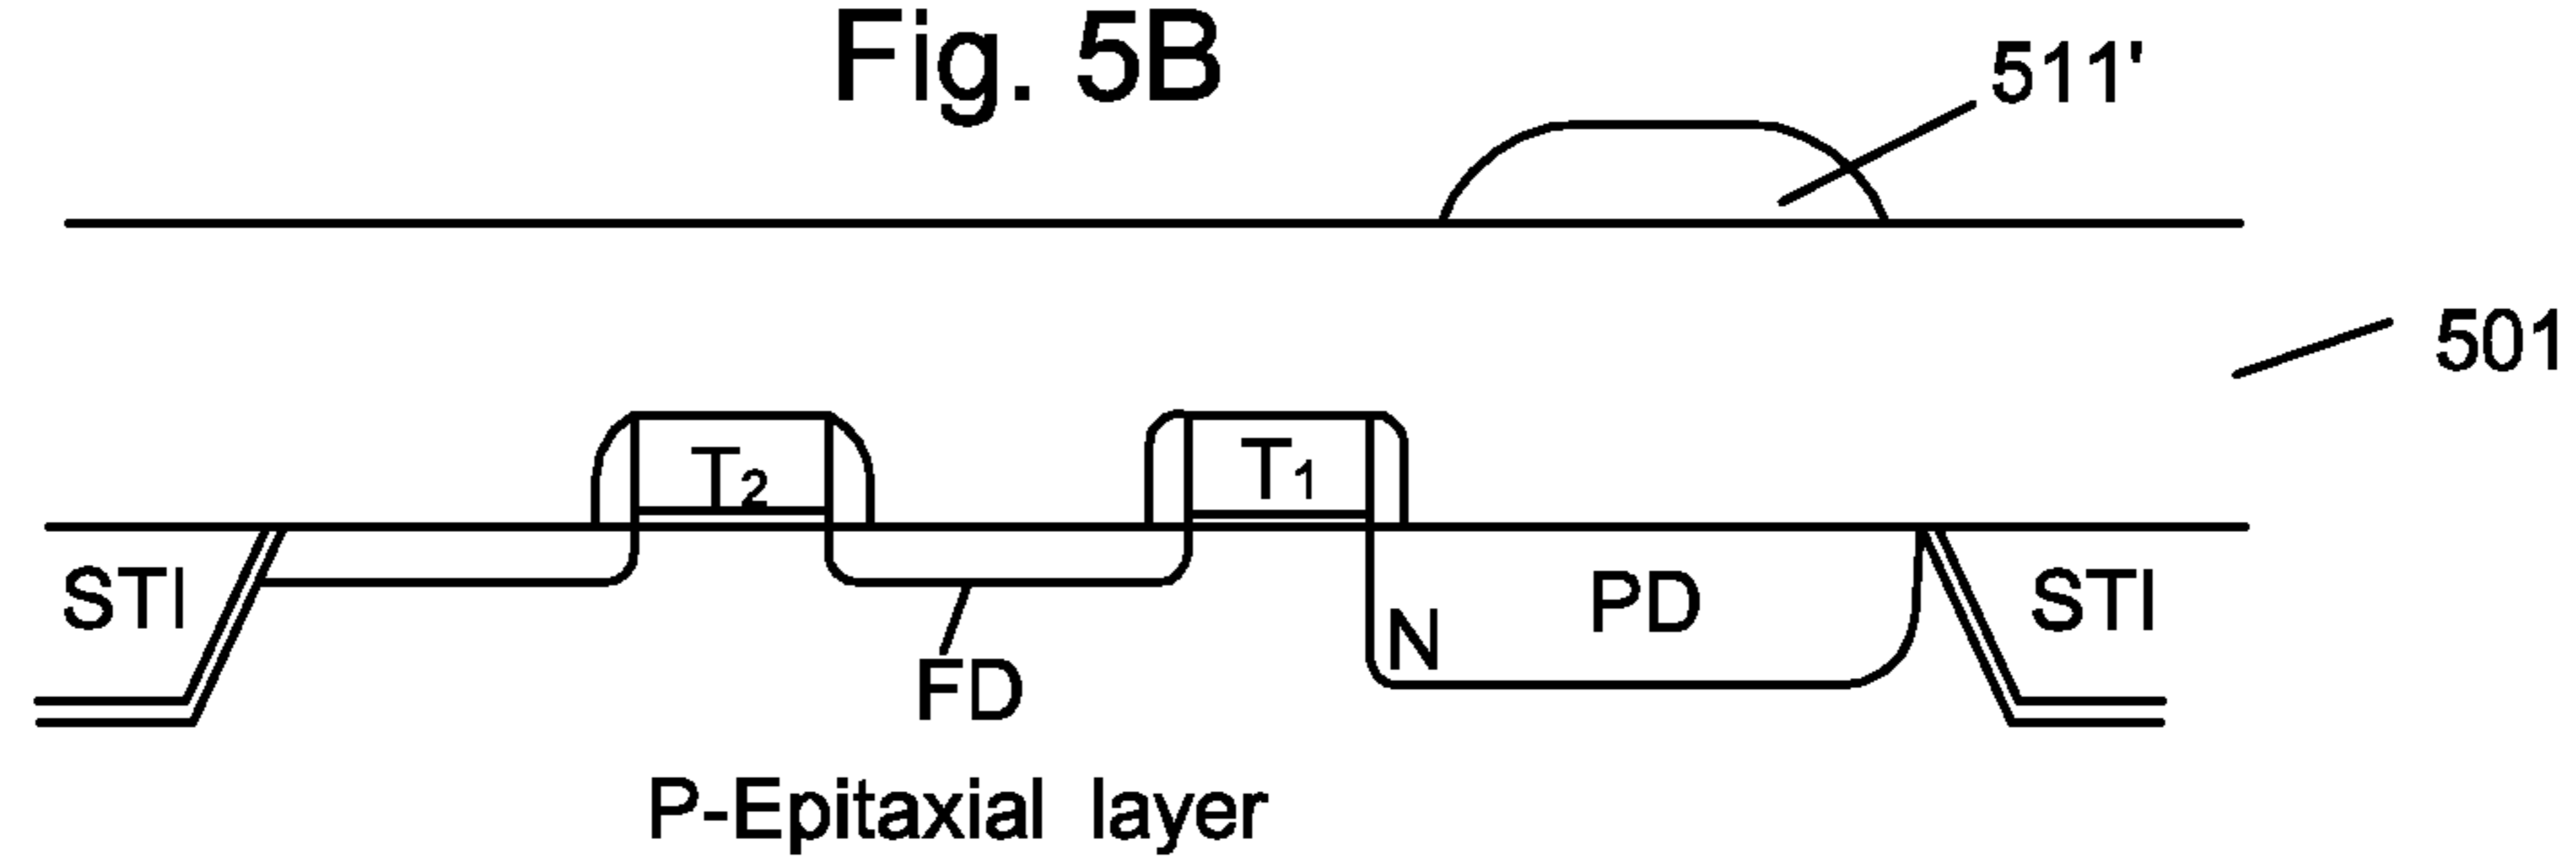 Fig. 5B
511'
501
T2
T1
STI
PD
STI
N
FD
P-Epitaxial layer